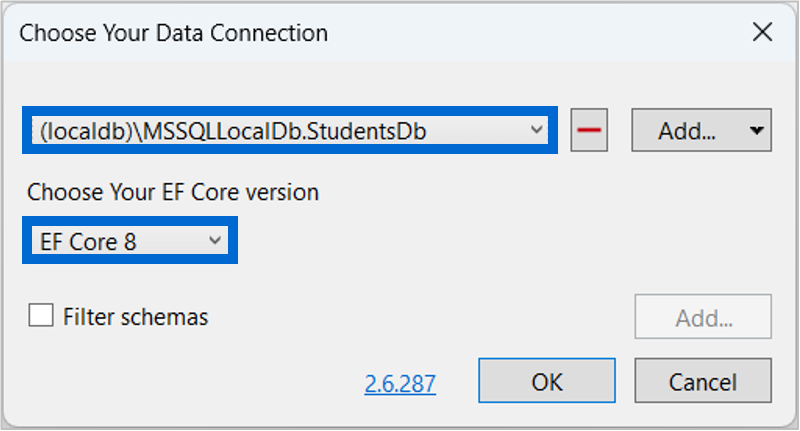 Choose Your Data Connection
(localdb)\MSSQLLocalDb.StudentsDb
Add...
Choose Your EF Core version
EF Core 8
Filter schemas
Add...
2.6.287
OK
Cancel